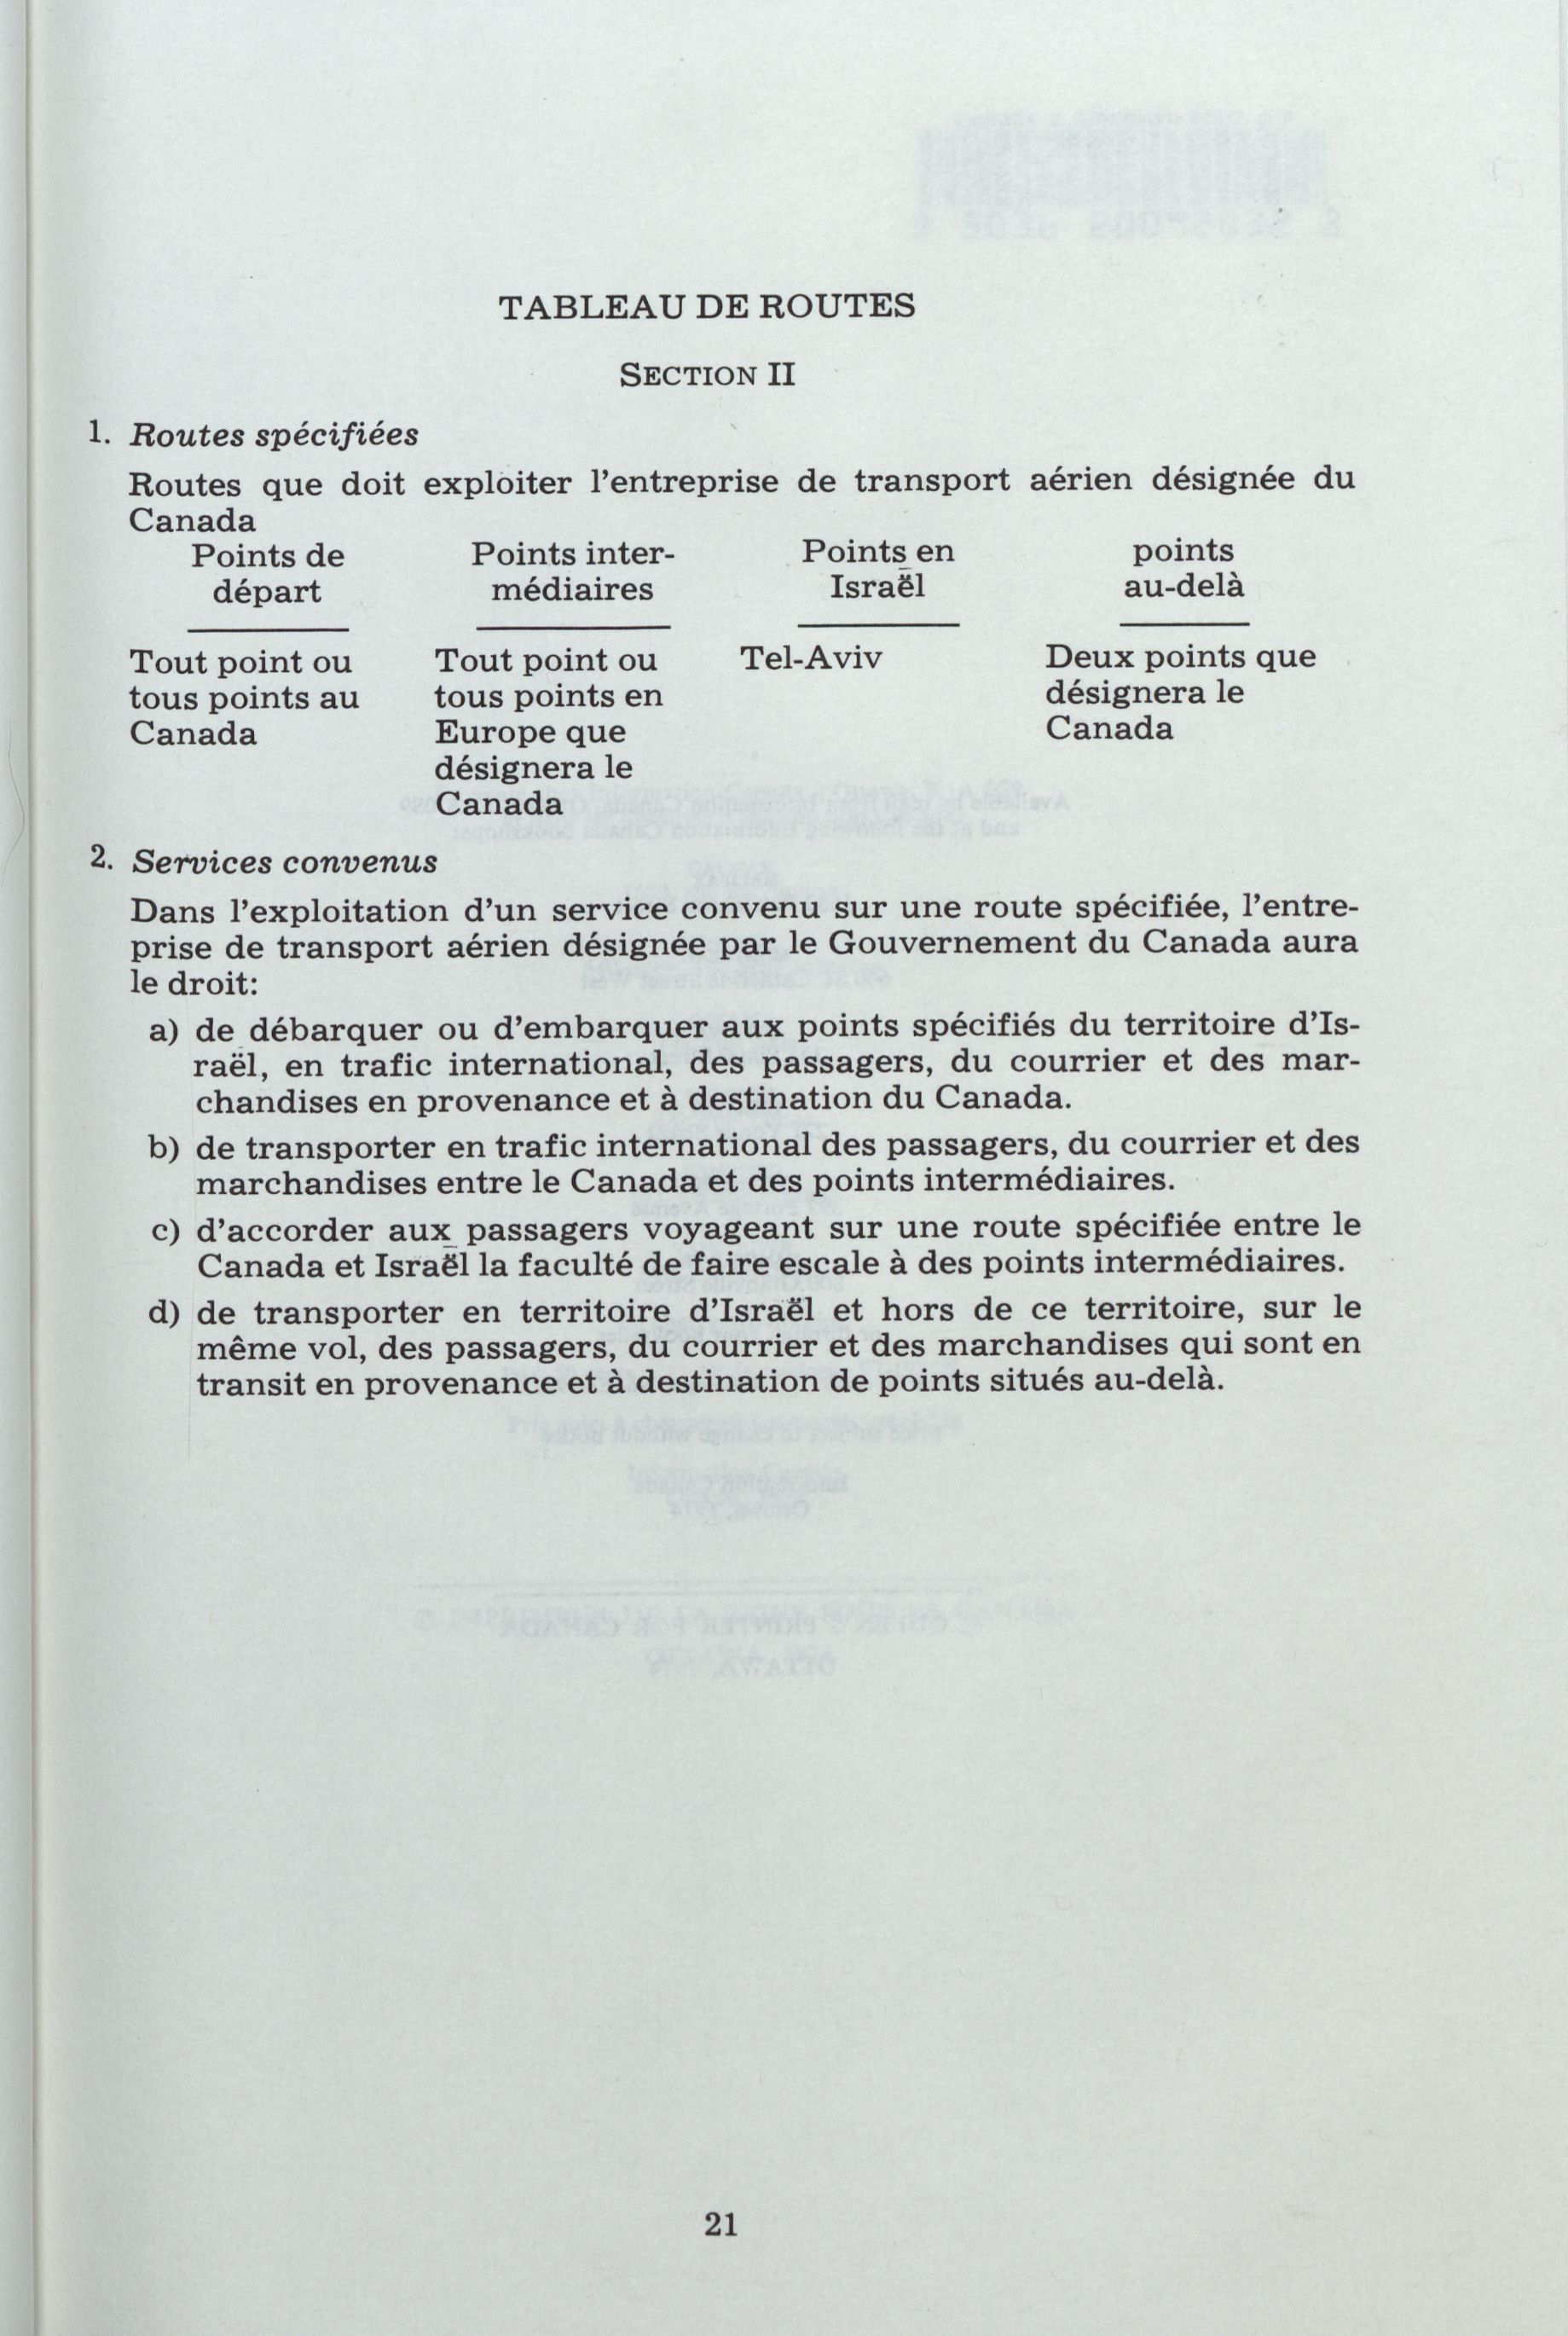 TABLEAU DE ROUTES
SECTION II
1. Routes spécifiées
Routes que doit exploiter l'entreprise de transport aérien désignée du
Canada
Points de départ
Points inter-médiaires
Points en Israël
points au-delà
Tout point ou
tous points au
Canada
Tout point ou
tous points en
Europe que
désignera le
Canada
Tel-Aviv
Deux points que
désignera le
Canada
2. Services convenus
Dans l'exploitation d'un service convenu sur une route spécifiée, l'entre-
prise de transport aérien désignée par le Gouvernement du Canada aura
le droit:
a) de débarquer ou d'embarquer aux points spécifiés du territoire d'Is-
raël, en trafic international, des passagers, du courrier et des mar-
chandises en provenance et à destination du Canada.
b) de transporter en trafic international des passagers, du courrier et des
marchandises entre le Canada et des points intermédiaires.
c) d'accorder aux passagers voyageant sur une route spécifiée entre le
Canada et Israël la faculté de faire escale à des points intermédiaires.
d) de transporter en territoire d'Israël et hors de ce territoire, sur le
même vol, des passagers, du courrier et des marchandises qui sont en
transit en provenance et à destination de points situés au-delà.
21